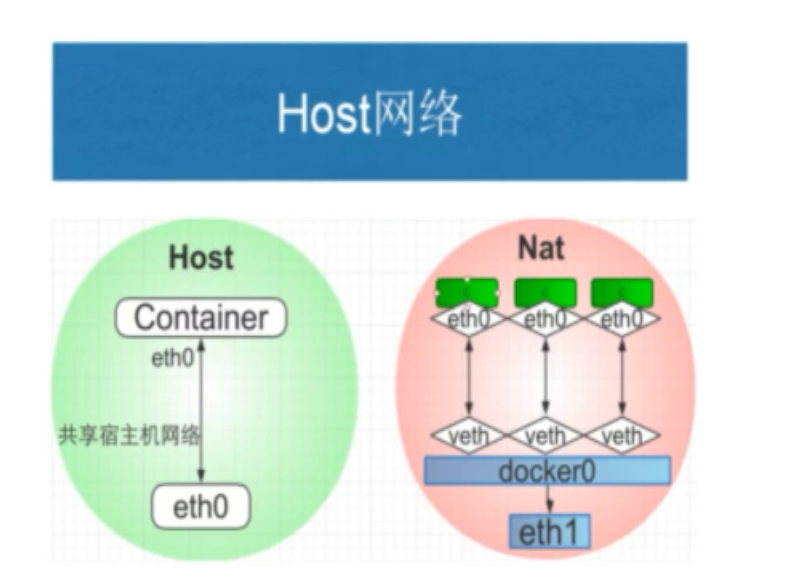 Host网络
Host
Container
eth0
共享宿主机网络
eth0
Nat
c c c
eth0 eth0 eth0
veth veth veth
docker0
eth1